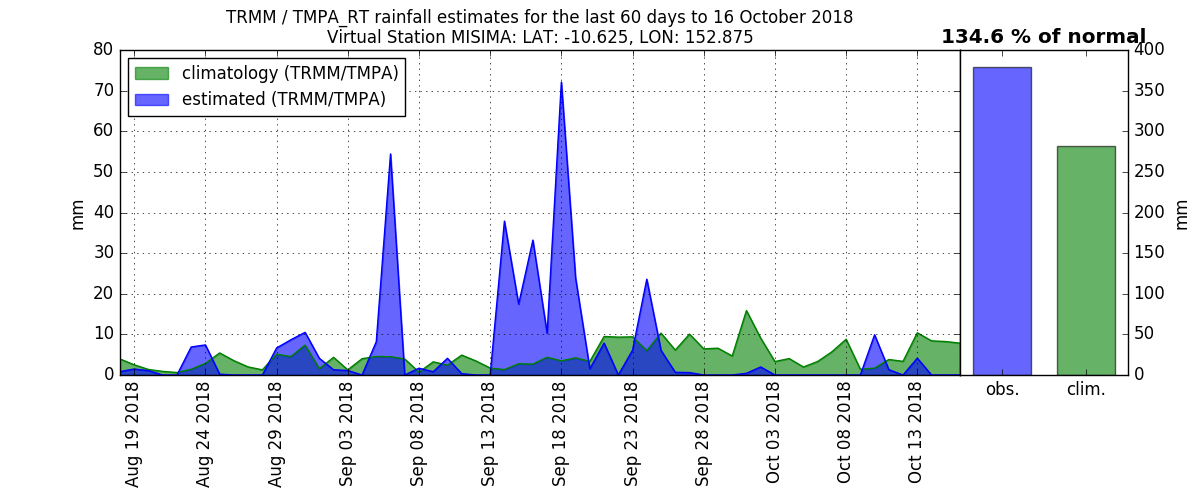 TRMM / TMPA_RT rainfall estimates for the last 60 days to 16 October 2018
Virtual Station MISIMA: LAT: -10.625, LON: 152.875
134.6 % of normal
climatology (TRMM/TMPA)
estimated (TRMM/TMPA)
mm
80
70
60
50
40
30
20
10
0
Aug 19 2018
Aug 24 2018
Aug 29 2018
Sep 03 2018
Sep 08 2018
Sep 13 2018
Sep 18 2018
Sep 23 2018
Sep 28 2018
Oct 03 2018
Oct 08 2018
Oct 13 2018
obs.
clim.
400
350
300
250
200
150
100
50
0
mm